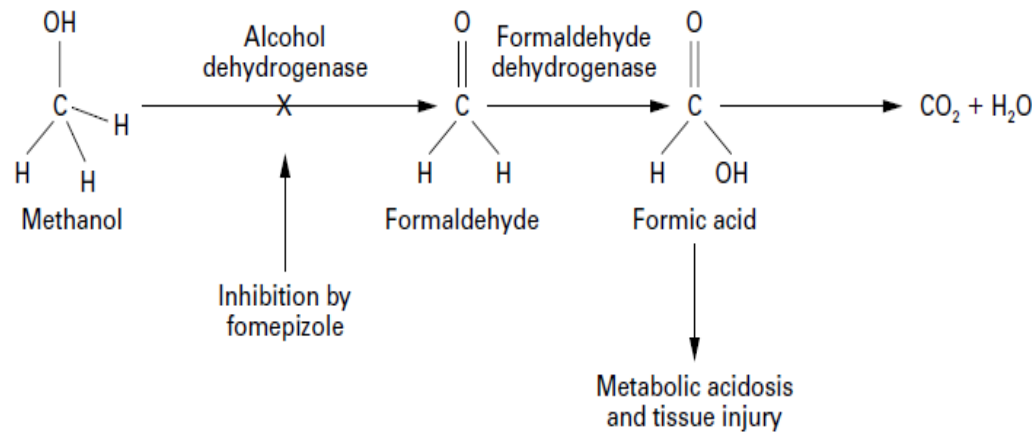 OH
C
H
H
H
Methanol
Alcohol
dehydrogenase
X
Inhibition by
fomepizole
O
C
H
H
Formaldehyde
Formaldehyde
dehydrogenase
O
C
H
OH
Formic acid
Metabolic acidosis
and tissue injury
CO₂ + H₂O